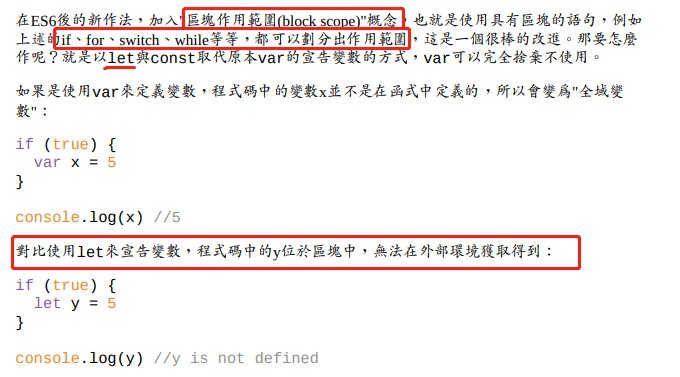 在ES6後的新作法，加入"區塊作用範圍(block scope)"概念，也就是使用具有區塊的語句，例如
上述的if、for、switch、while等等，都可以劃分出作用範圍，這是一個很棒的改進。那要怎麼
作呢？就是以let與const取代原本var的宣告變數的方式，var可以完全捨棄不使用。
如果是使用var來定義變數，程式碼中的變數x並不是在函式中定義的，所以會變為"全域變
數"：
if (true) {
  var x = 5
}
console.log(x) //5
對比使用let來宣告變數，程式碼中的y位於區塊中，無法在外部環境獲取得到：
if (true) {
  let y = 5
}
console.log(y) //y is not defined